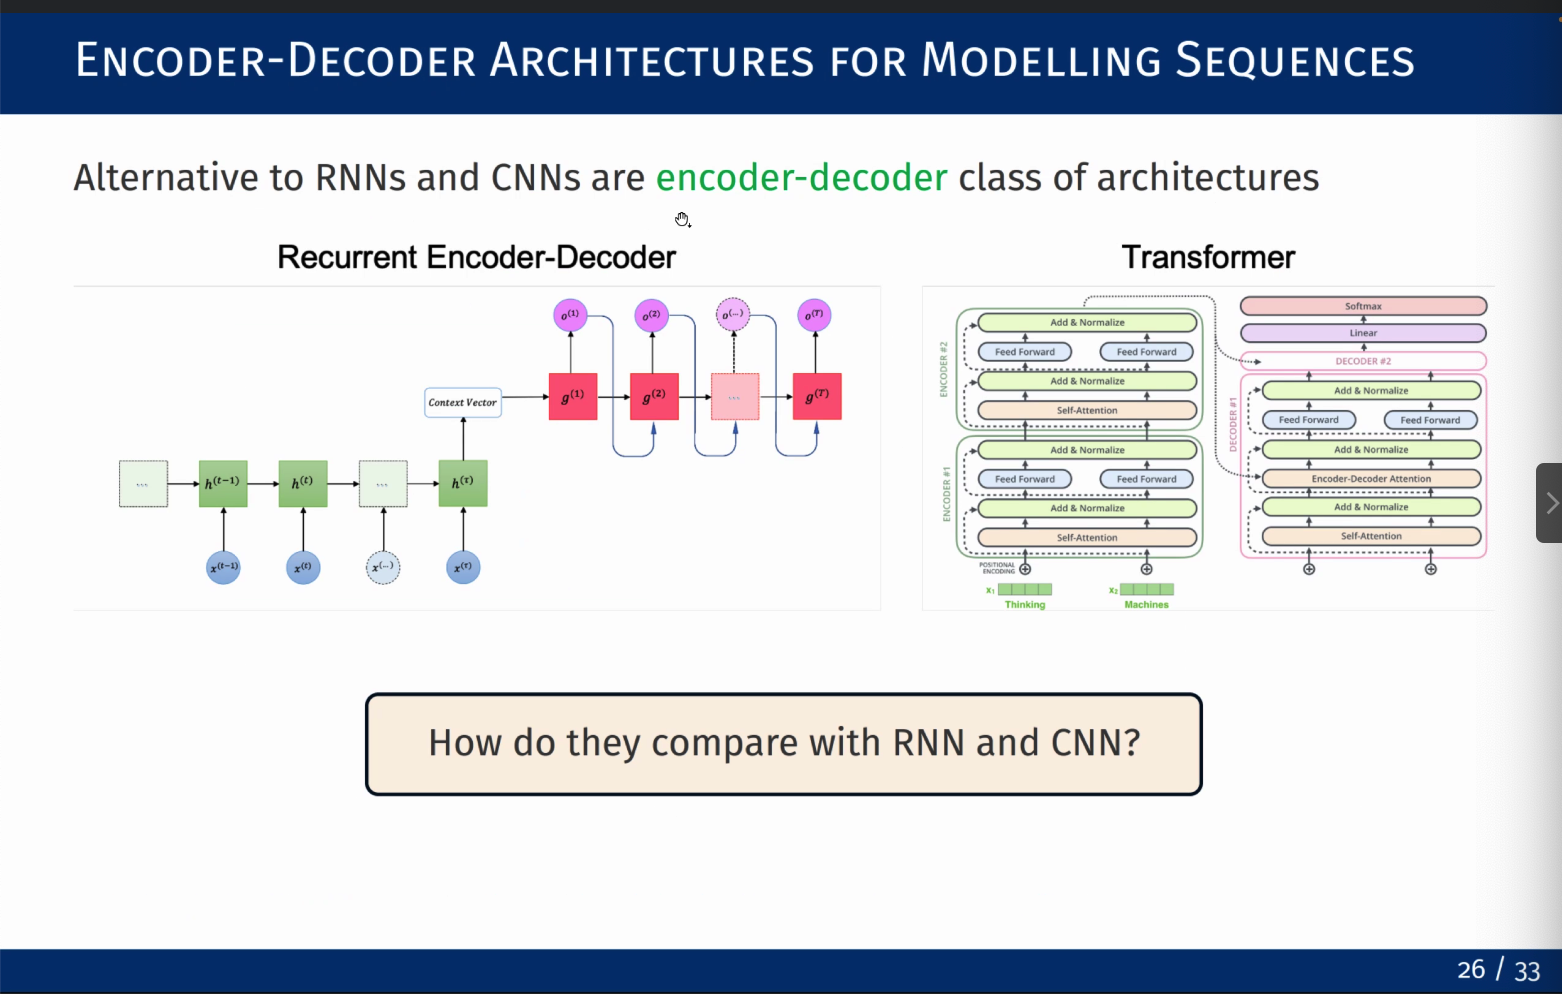 Encoder-Decoder Architectures for Modelling Sequences
Alternative to RNNs and CNNs are encoder-decoder class of architectures
Recurrent Encoder-Decoder
o(1)
o(2)
o(...)
o(T)
Context Vector
g(1)
g(2)
...
g(T)
...
h(t−1)
h(t)
...
h(τ)
x(t−1)
x(t)
x(...)
x(τ)
Transformer
ENCODER #2
Add & Normalize
Feed Forward
Feed Forward
Add & Normalize
Self-Attention
ENCODER #1
Add & Normalize
Feed Forward
Feed Forward
Add & Normalize
Self-Attention
POSITIONAL
ENCODING
x1
x2
Thinking
Machines
Softmax
Linear
DECODER #2
DECODER #1
Add & Normalize
Feed Forward
Feed Forward
Add & Normalize
Encoder-Decoder Attention
Add & Normalize
Self-Attention
How do they compare with RNN and CNN?
26 / 33